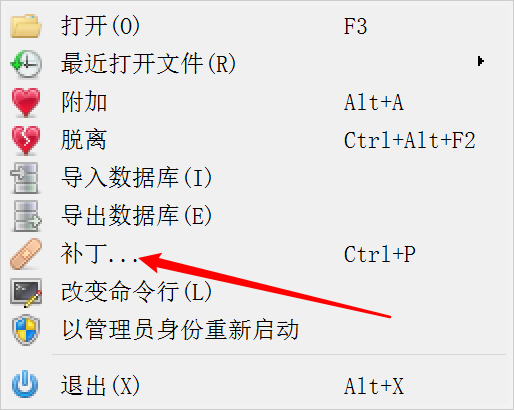 打开(O) F3
最近打开文件(R)
附加 Alt+A
脱离 Ctrl+Alt+F2
导入数据库(I)
导出数据库(E)
补丁... Ctrl+P
改变命令行(L)
以管理员身份重新启动
退出(X) Alt+X